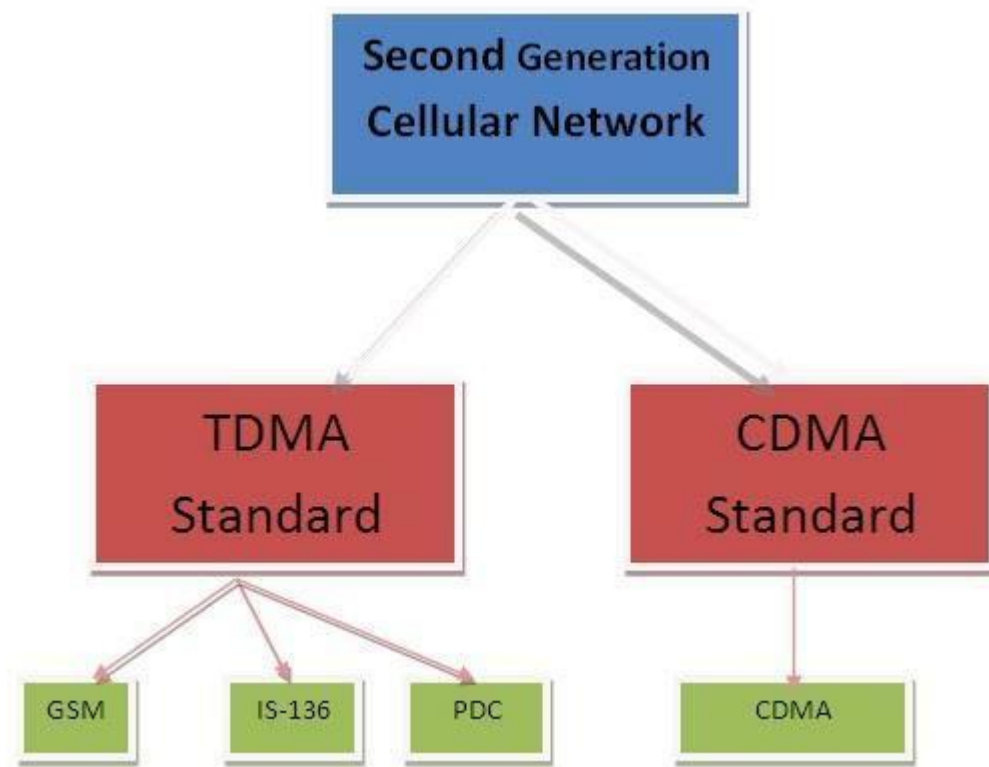 Second Generation
Cellular Network
TDMA
Standard
CDMA
Standard
GSM
IS-136
PDC
CDMA